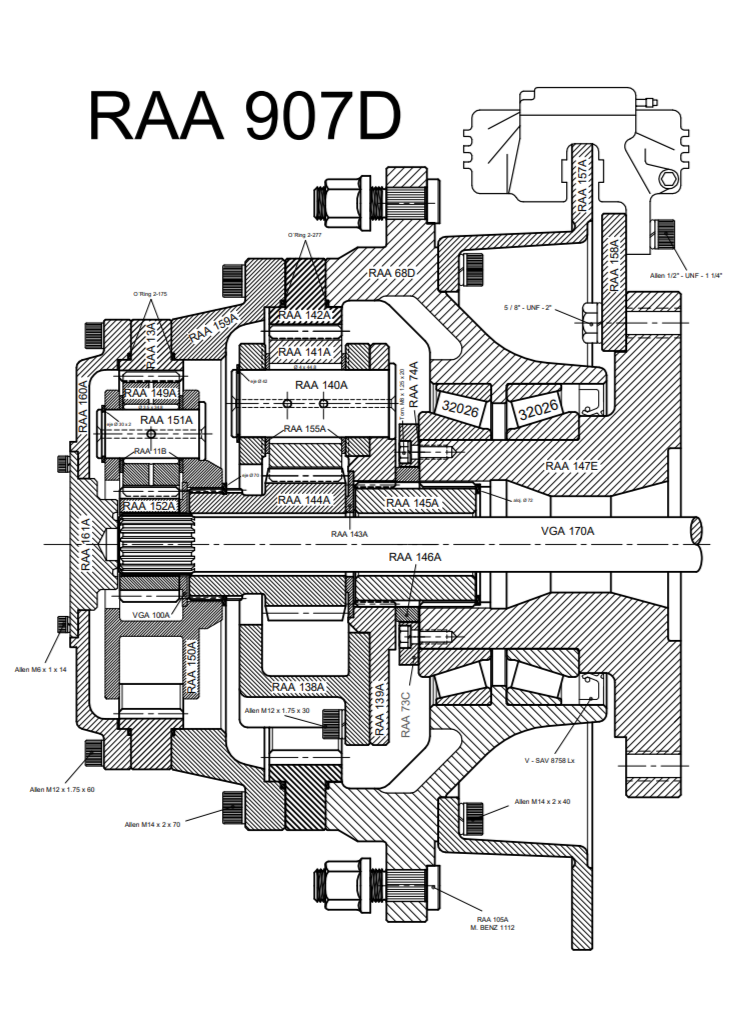 RAA 907D
RAA 157A
O´Ring 2-277
RAA 158A
RAA 68D
Allen 1/2" - UNF - 1 1/4"
O´Ring 2-175
5 / 8" - UNF - 2"
RAA 142A
RAA 159A
RAA 13A
RAA 141A
RAA 74A
RAA 140A
RAA 160A
RAA 149A
32026
32026
RAA 151A
RAA 155A
RAA 11B
RAA 147E
RAA 144A
RAA 145A
RAA 152A
RAA 143A
VGA 170A
RAA 161A
RAA 146A
VGA 100A
Allen M6 x 1 x 14
RAA 150A
RAA 138A
RAA 139A
RAA 73C
Allen M12 x 1.75 x 30
V - SAV 8758 Lx
Allen M12 x 1.75 x 60
Allen M14 x 2 x 40
Allen M14 x 2 x 70
RAA 105A
M. BENZ 1112